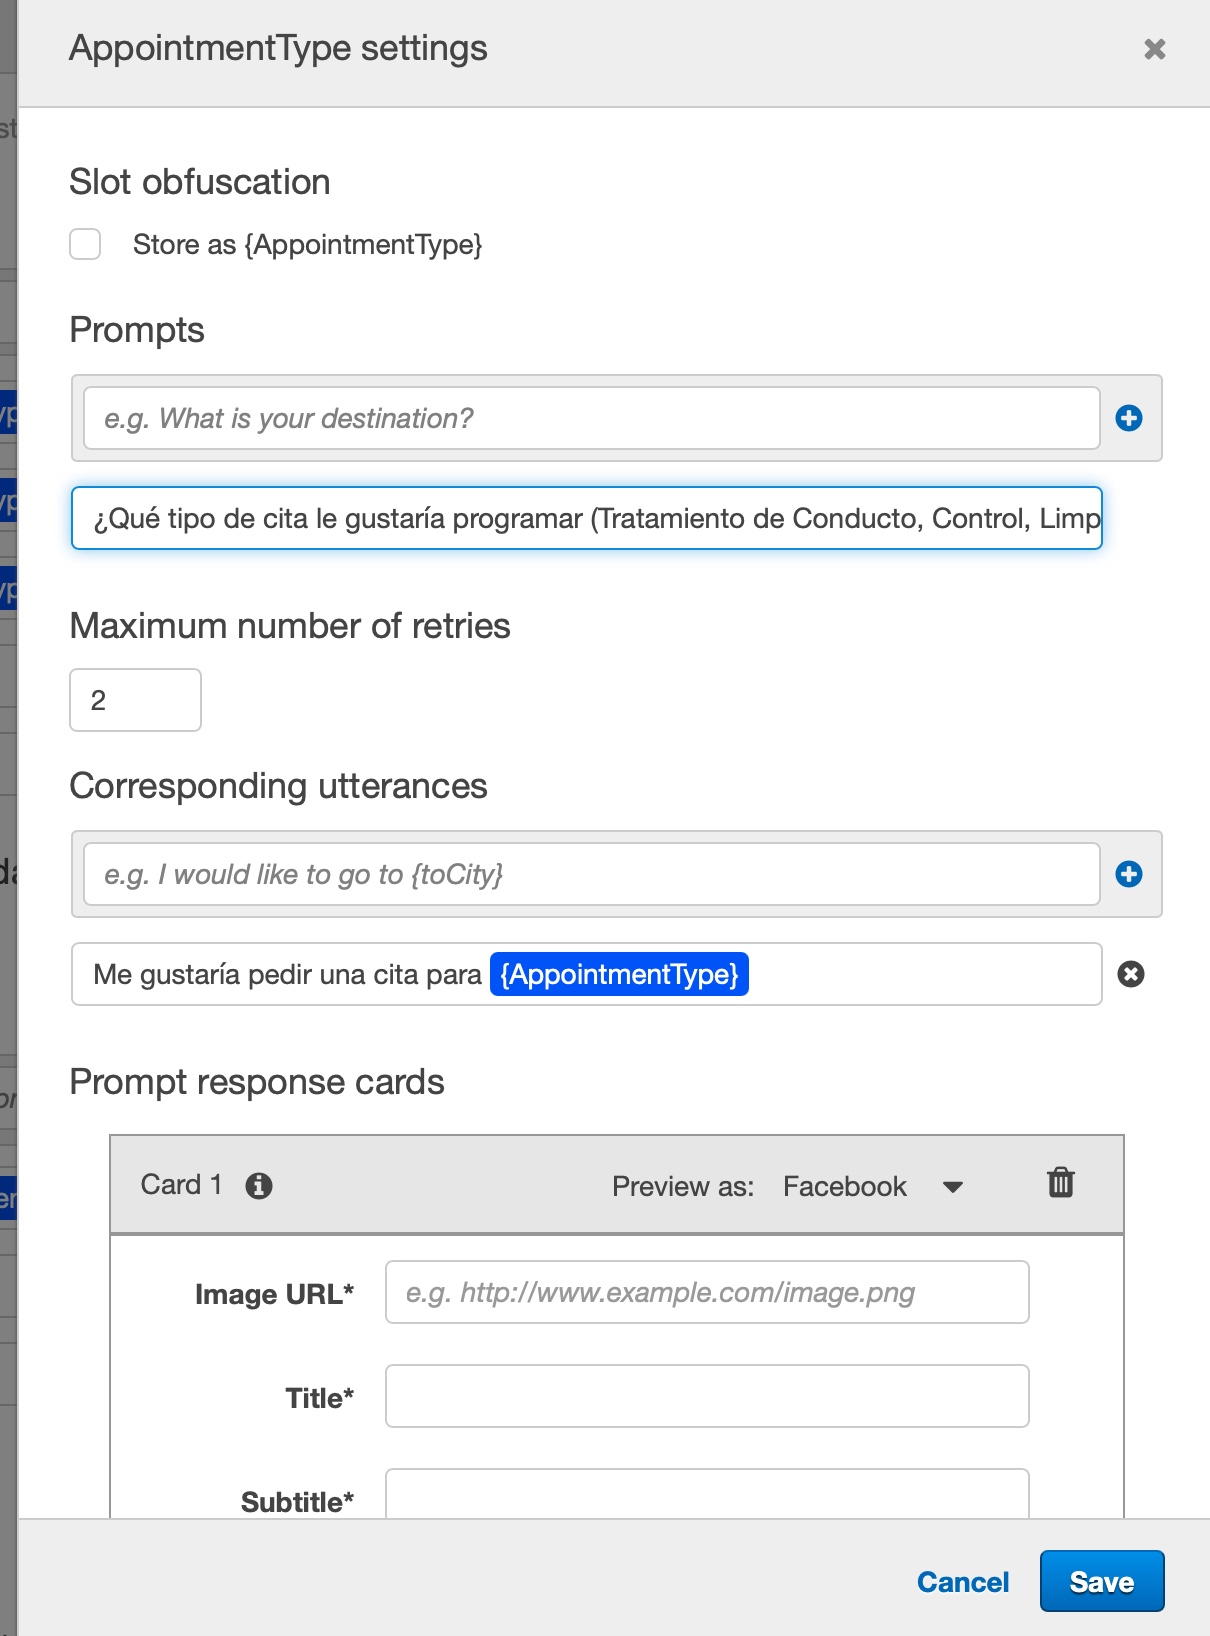 AppointmentType settings
Slot obfuscation
Store as {AppointmentType}
Prompts
e.g. What is your destination?
¿Qué tipo de cita le gustaría programar (Tratamiento de Conducto, Control, Limp
Maximum number of retries
2
Corresponding utterances
e.g. I would like to go to {toCity}
Me gustaría pedir una cita para {AppointmentType}
Prompt response cards
Card 1 Preview as: Facebook
Image URL* e.g. http://www.example.com/image.png
Title*
Subtitle*
Cancel Save